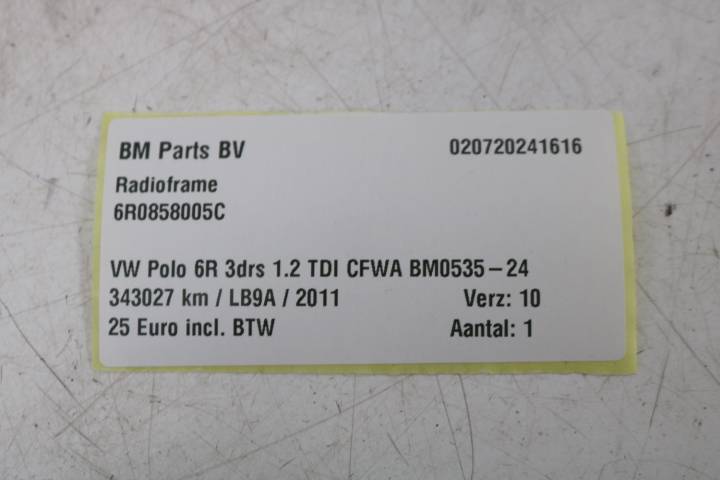 BM Parts BV 020720241616
Radioframe
6R0858005C
VW Polo 6R 3drs 1.2 TDI CFWA BM0535-24
343027 km / LB9A / 2011 Verz: 10
25 Euro incl. BTW Aantal: 1